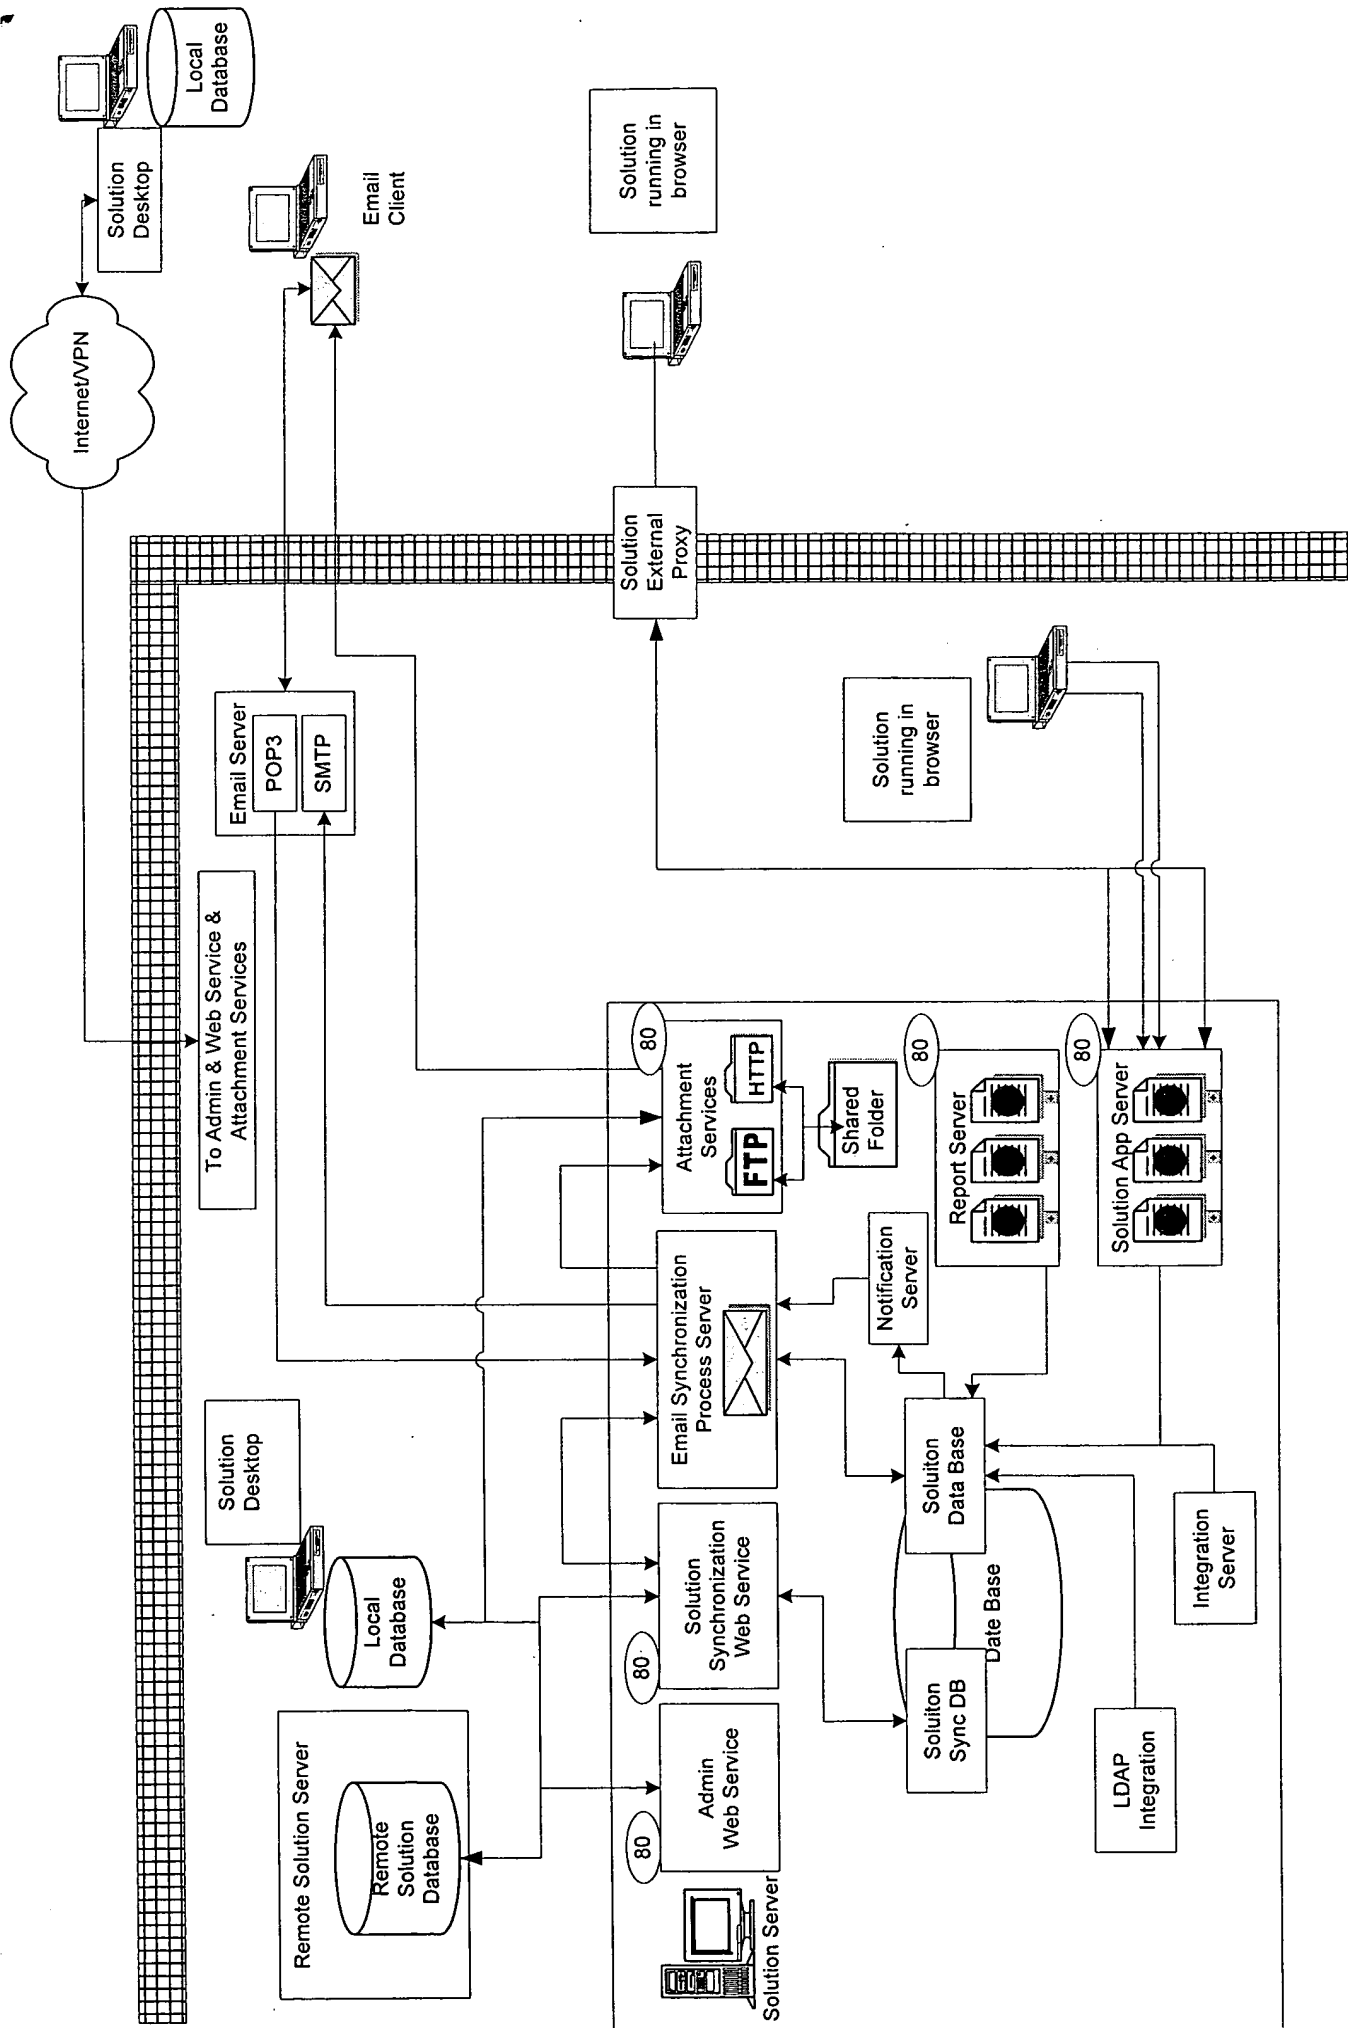 Remote Solution Server
Remote
Solution
Database
Local
Database
Solution
Desktop
To Admin & Web Service &
Attachment Services
Email Server
POP3
SMTP
Internet/VPN
Solution
Desktop
Local
Database
Email
Client
Solution Server
80
Admin
Web Service
80
Solution
Synchronization
Web Service
Email Synchronization
Process Server
80
Attachment
Services
FTP
HTTP
Shared
Folder
Solution
External
Proxy
Solution
running in
browser
Soluiton
Sync DB
Date Base
Soluiton
Data Base
Notification
Server
80
Report Server
80
Solution App Server
Solution
running in
browser
LDAP
Integration
Integration
Server